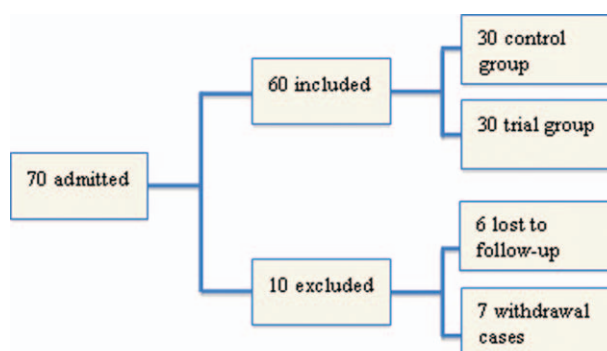 70 admitted
60 included
30 control
group
30 trial group
10 excluded
6 lost to
follow-up
7 withdrawal
cases